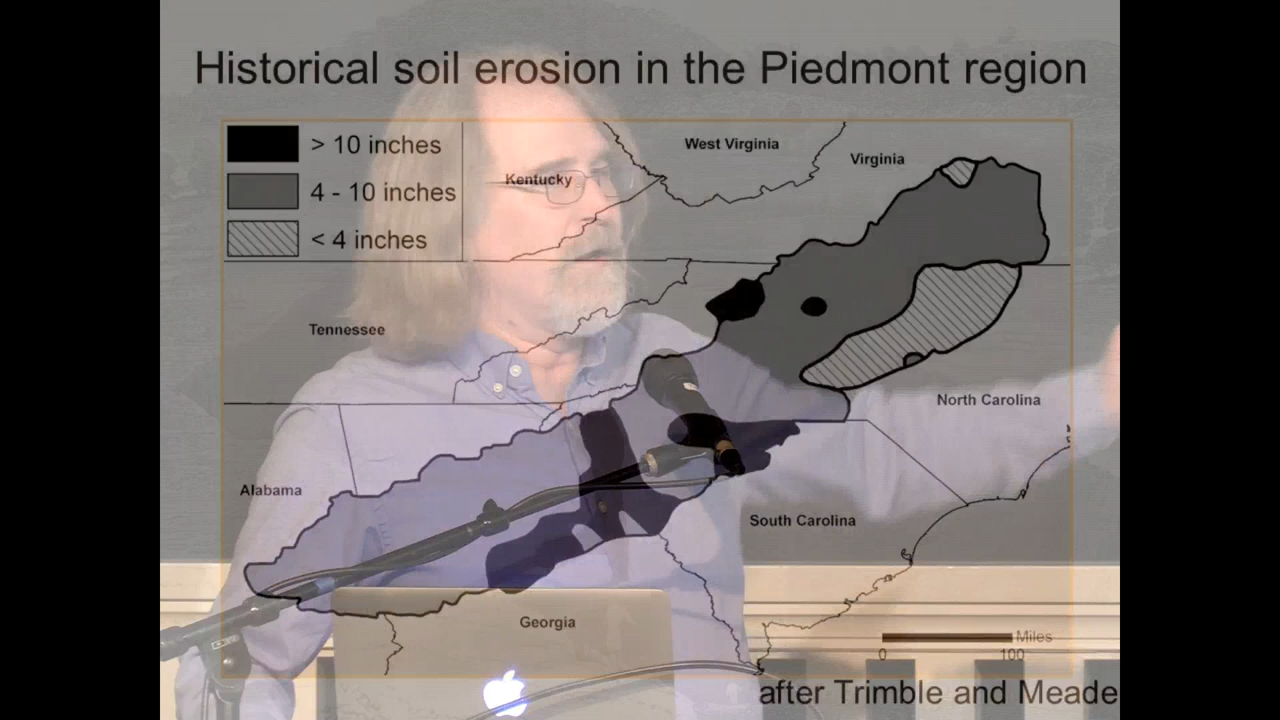 Historical soil erosion in the Piedmont region
> 10 inches
4 - 10 inches
< 4 inches
West Virginia
Virginia
Kentucky
Tennessee
North Carolina
Alabama
South Carolina
Georgia
Miles
0 100
after Trimble and Meade